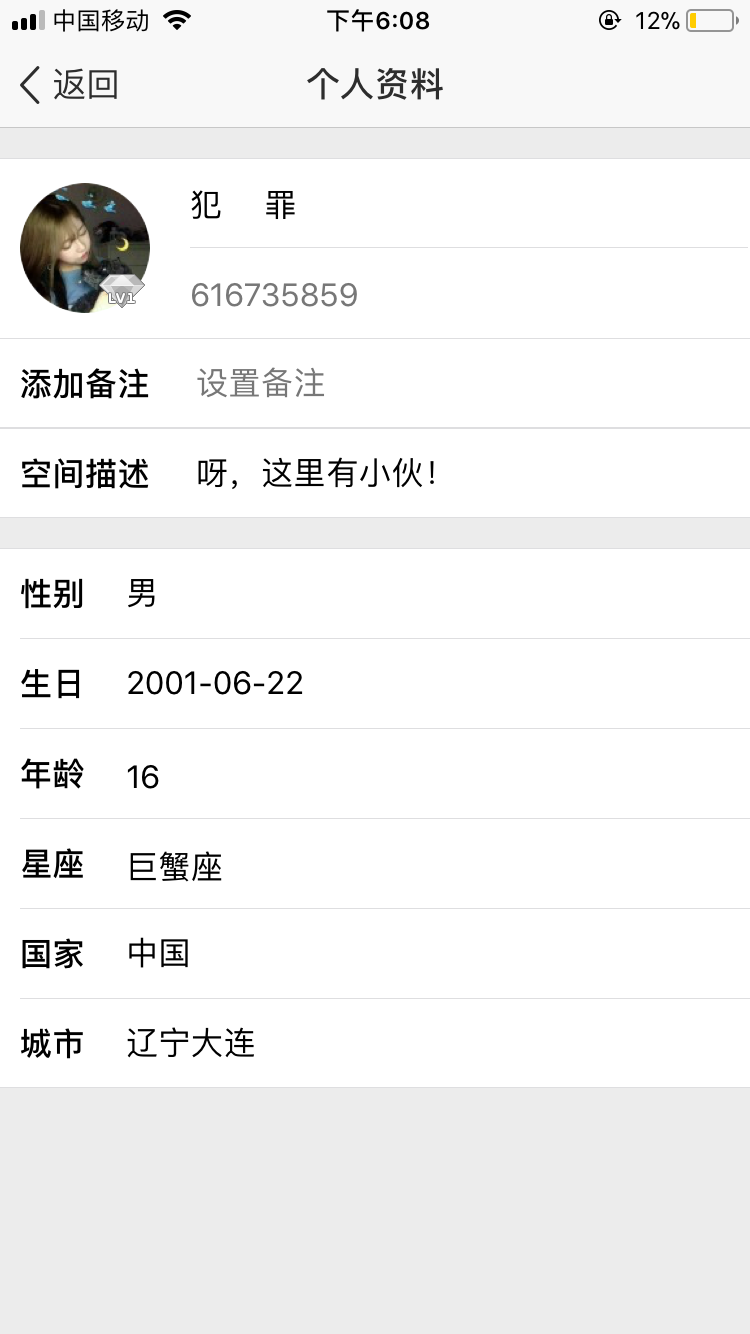 中国移动 下午6:08 12%
返回 个人资料
犯 罪
LV1
616735859
添加备注 设置备注
空间描述 呀，这里有小伙！
性别 男
生日 2001-06-22
年龄 16
星座 巨蟹座
国家 中国
城市 辽宁大连